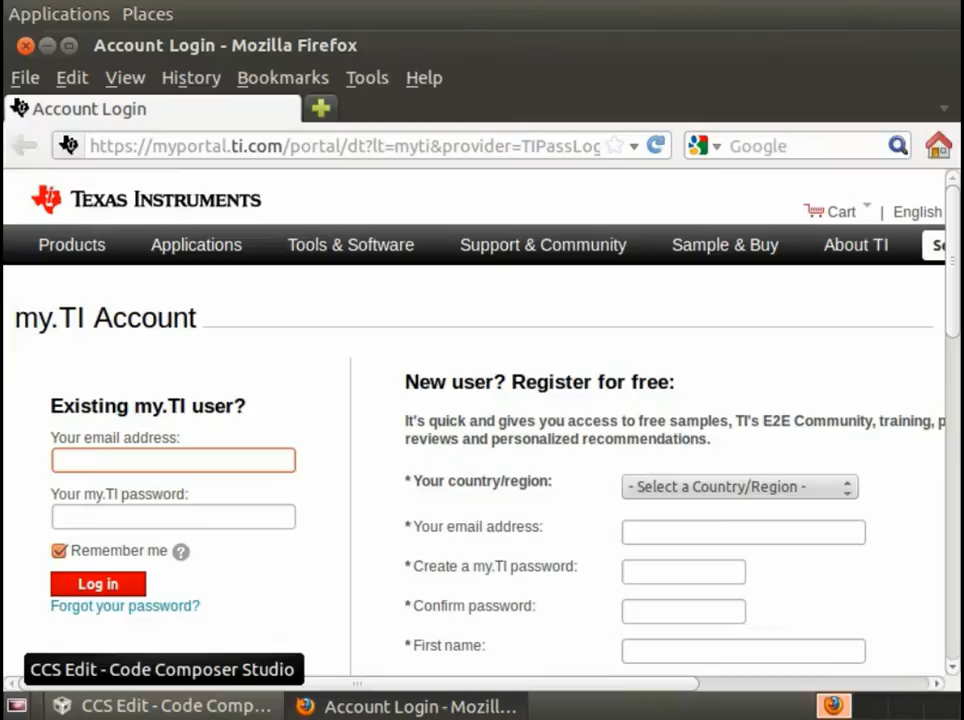 Applications Places
Account Login - Mozilla Firefox
File Edit View History Bookmarks Tools Help
Account Login
https://myportal.ti.com/portal/dt?lt=myti&provider=TIPassLog
Google
TEXAS INSTRUMENTS
Cart | English
Products Applications Tools & Software Support & Community Sample & Buy About TI
my.TI Account
Existing my.TI user?
Your email address:
Your my.TI password:
Remember me ?
Log in
Forgot your password?
New user? Register for free:
It's quick and gives you access to free samples, TI's E2E Community, training, p
reviews and personalized recommendations.
* Your country/region: - Select a Country/Region -
* Your email address:
* Create a my.TI password:
* Confirm password:
* First name:
CCS Edit - Code Composer Studio
CCS Edit - Code Comp... Account Login - Mozill...